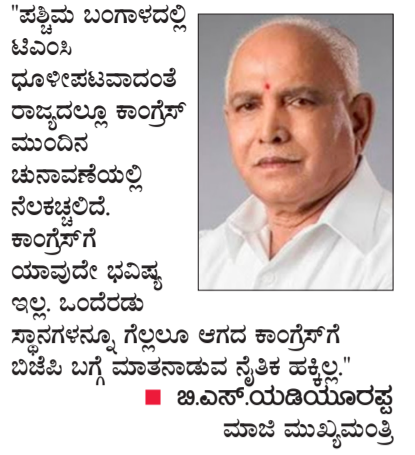 "ಪಶ್ಚಿಮ ಬಂಗಾಳದಲ್ಲಿ
ಟಿಎಂಸಿ
ಧೂಳೀಪಟವಾದಂತೆ
ರಾಜ್ಯದಲ್ಲೂ ಕಾಂಗ್ರೆಸ್
ಮುಂದಿನ
ಚುನಾವಣೆಯಲ್ಲಿ
ನೆಲಕಚ್ಚಲಿದೆ.
ಕಾಂಗ್ರೆಸ್‌ಗೆ
ಯಾವುದೇ ಭವಿಷ್ಯ
ಇಲ್ಲ. ಒಂದೆರಡು
ಸ್ಥಾನಗಳನ್ನೂ ಗೆಲ್ಲಲೂ ಆಗದ ಕಾಂಗ್ರೆಸ್‌ಗೆ
ಬಿಜೆಪಿ ಬಗ್ಗೆ ಮಾತನಾಡುವ ನೈತಿಕ ಹಕ್ಕಿಲ್ಲ."
■ ಬಿ.ಎಸ್.ಯಡಿಯೂರಪ್ಪ
ಮಾಜಿ ಮುಖ್ಯಮಂತ್ರಿ